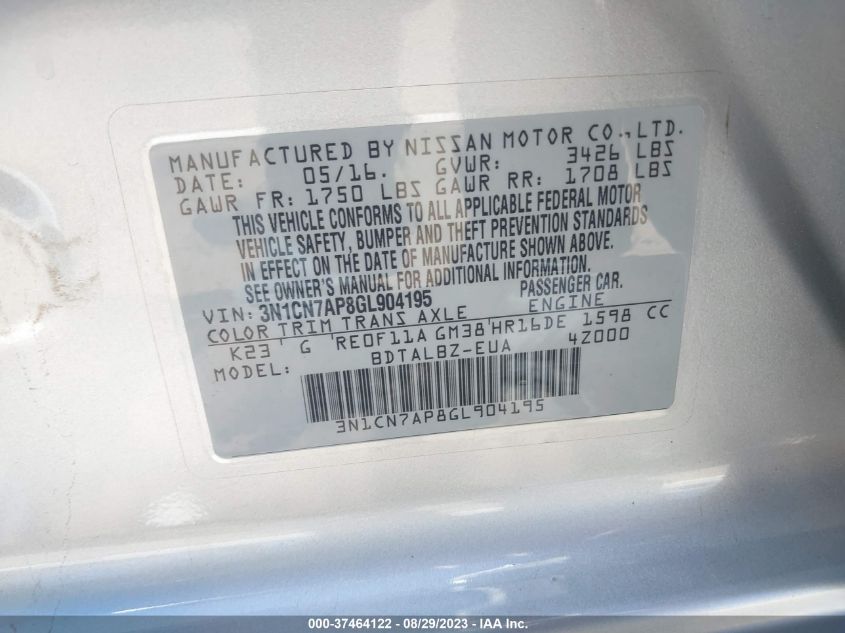 MANUFACTURED BY NISSAN MOTOR CO., LTD.
DATE: 05/16. GVWR: 3426 LBS
GAWR FR: 1750 LBS GAWR RR: 1708 LBS
THIS VEHICLE CONFORMS TO ALL APPLICABLE FEDERAL MOTOR
VEHICLE SAFETY, BUMPER AND THEFT PREVENTION STANDARDS
IN EFFECT ON THE DATE OF MANUFACTURE SHOWN ABOVE.
SEE OWNER'S MANUAL FOR ADDITIONAL INFORMATION.
VIN: 3N1CN7AP8GL904195 PASSENGER CAR.
COLOR TRIM TRANS AXLE ENGINE
K23 G RE0F11A GM38 HR16DE 1598 CC
MODEL: BDTALBZ-EUA 4Z000
3N1CN7AP8GL904195
000-37464122 - 08/29/2023 - IAA Inc.